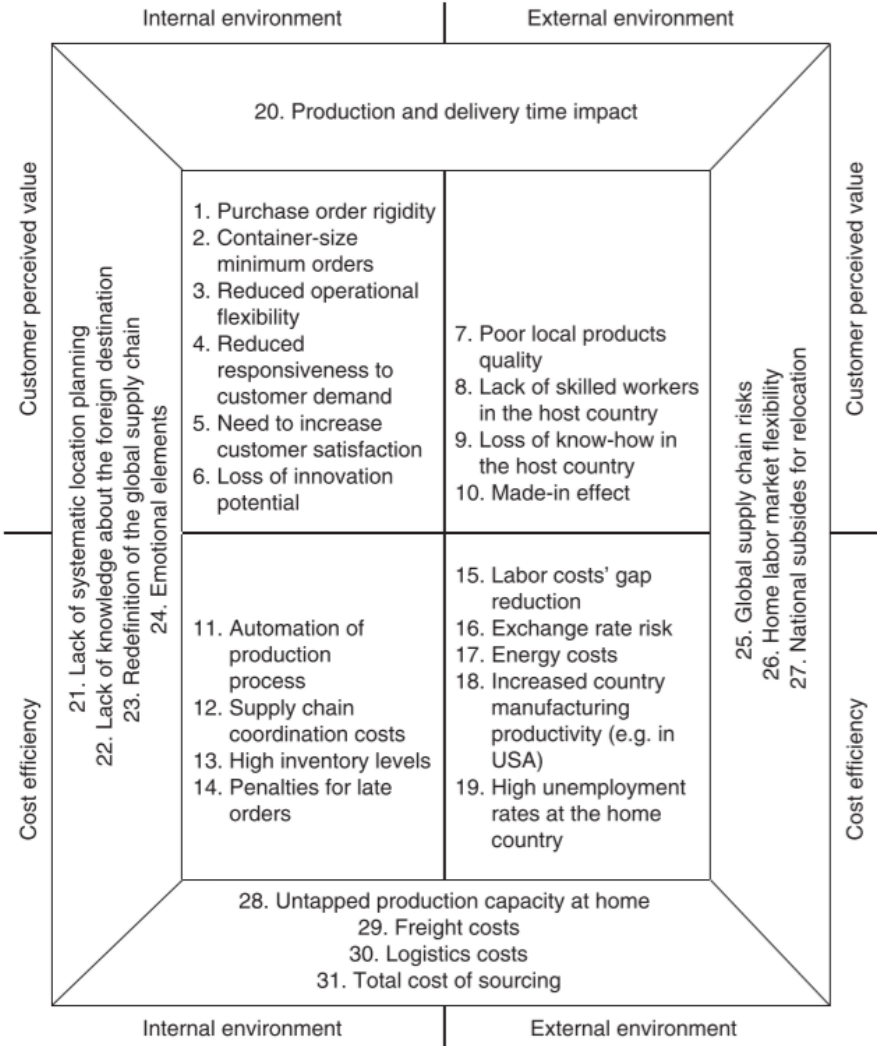 Internal environment
External environment
20. Production and delivery time impact
Customer perceived value
Customer perceived value
1. Purchase order rigidity
2. Container-size
minimum orders
3. Reduced operational
flexibility
4. Reduced
responsiveness to
customer demand
5. Need to increase
customer satisfaction
6. Loss of innovation
potential
7. Poor local products
quality
8. Lack of skilled workers
in the host country
9. Loss of know-how in
the host country
10. Made-in effect
21. Lack of systematic location planning
22. Lack of knowledge about the foreign destination
23. Redefinition of the global supply chain
24. Emotional elements
25. Global supply chain risks
26. Home labor market flexibility
27. National subsides for relocation
11. Automation of
production
process
12. Supply chain
coordination costs
13. High inventory levels
14. Penalties for late
orders
15. Labor costs' gap
reduction
16. Exchange rate risk
17. Energy costs
18. Increased country
manufacturing
productivity (e.g. in
USA)
19. High unemployment
rates at the home
country
Cost efficiency
Cost efficiency
28. Untapped production capacity at home
29. Freight costs
30. Logistics costs
31. Total cost of sourcing
Internal environment
External environment